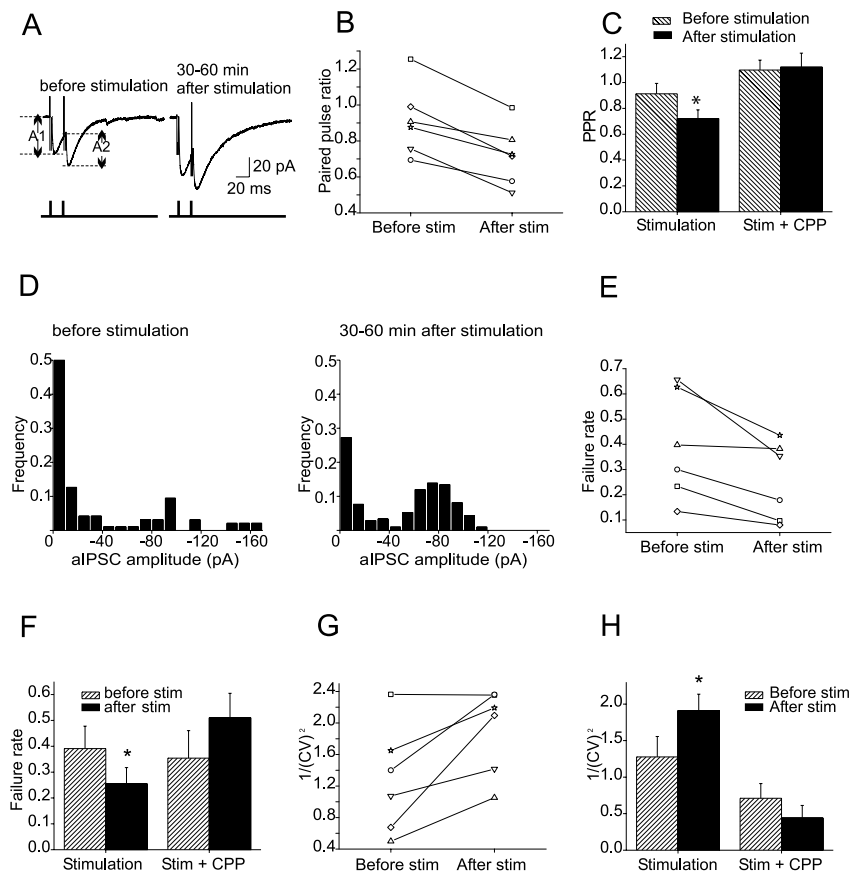 A
before stimulation
30-60 min
after stimulation
A1
A2
20 pA
20 ms
B
Paired pulse ratio
1.2
1.0
0.8
0.6
0.4
Before stim
After stim
C
Before stimulation
After stimulation
PPR
1.2
1.0
0.8
0.6
0.4
0.2
0.0
*
Stimulation
Stim + CPP
D
before stimulation
Frequency
0.5
0.4
0.3
0.2
0.1
0
-40
-80
-120
-160
aIPSC amplitude (pA)
30-60 min after stimulation
Frequency
0.5
0.4
0.3
0.2
0.1
0
-40
-80
-120
-160
aIPSC amplitude (pA)
E
Failure rate
0.7
0.6
0.5
0.4
0.3
0.2
0.1
Before stim
After stim
F
before stim
after stim
Failure rate
0.6
0.5
0.4
0.3
0.2
0.1
0.0
*
Stimulation
Stim + CPP
G
1/(CV)²
2.4
2.0
1.6
1.2
0.8
0.4
Before stim
After stim
H
Before stim
After stim
1/(CV)²
2.4
2.0
1.6
1.2
0.8
0.4
0.0
*
Stimulation
Stim + CPP